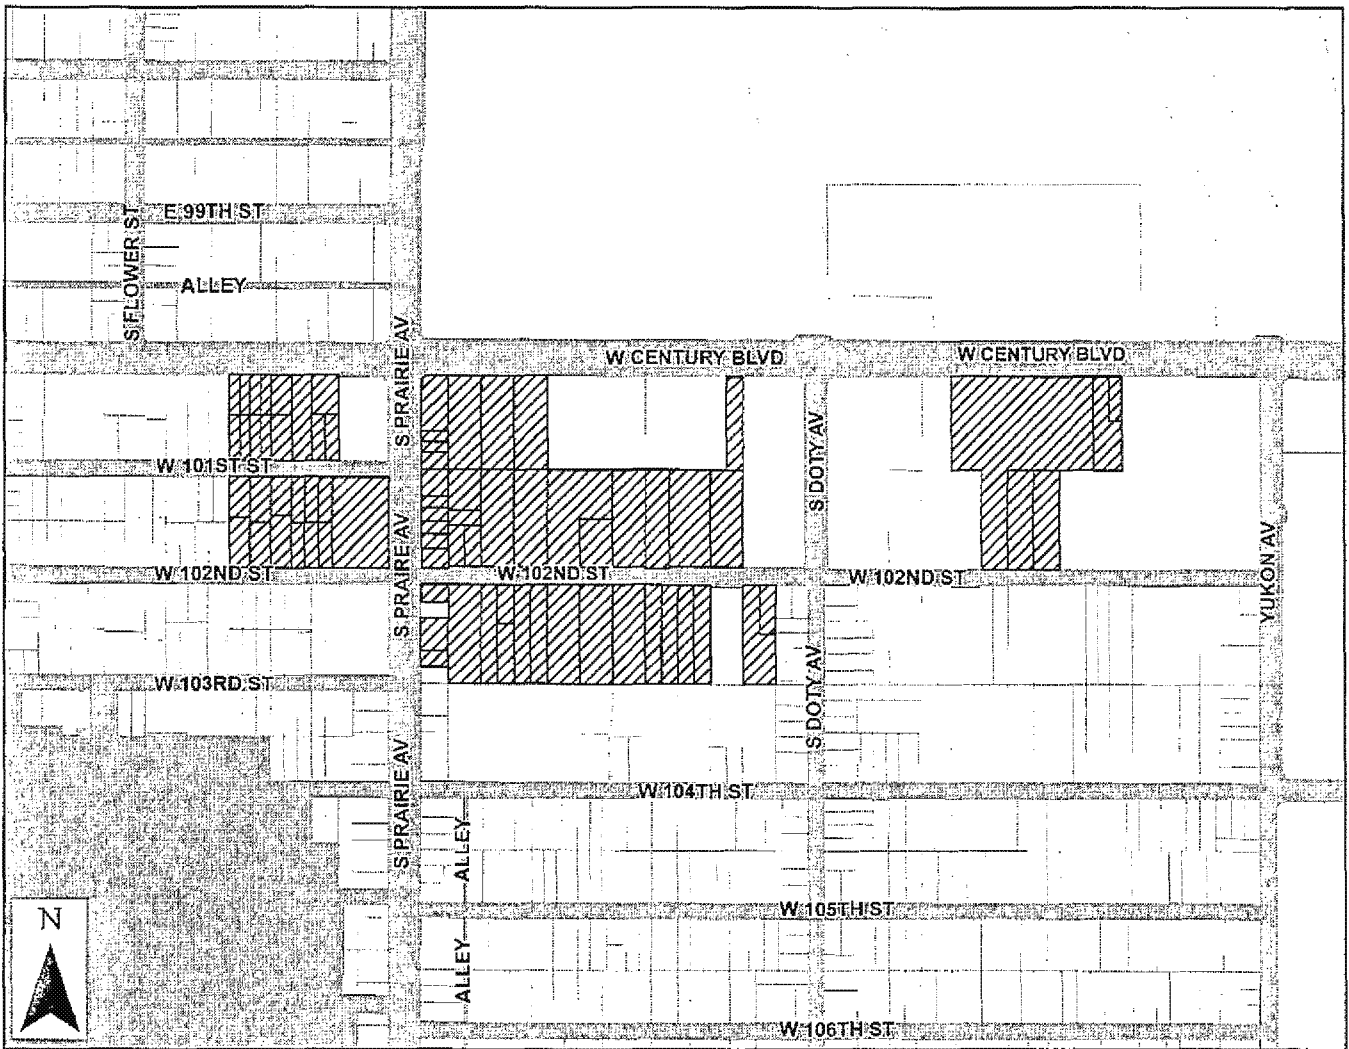 E 99TH ST
S FLOWER ST
ALLEY
S PRAIRIE AV
W CENTURY BLVD
W CENTURY BLVD
W 101ST ST
S DOTY AV
S PRAIRE AV
W 102ND ST
W 102ND ST
W 102ND ST
YUKON AV
W 103RD ST
S DOTY AV
S PRAIRIE AV
W 104TH ST
ALLEY
W 105TH ST
N
ALLEY
W 106TH ST